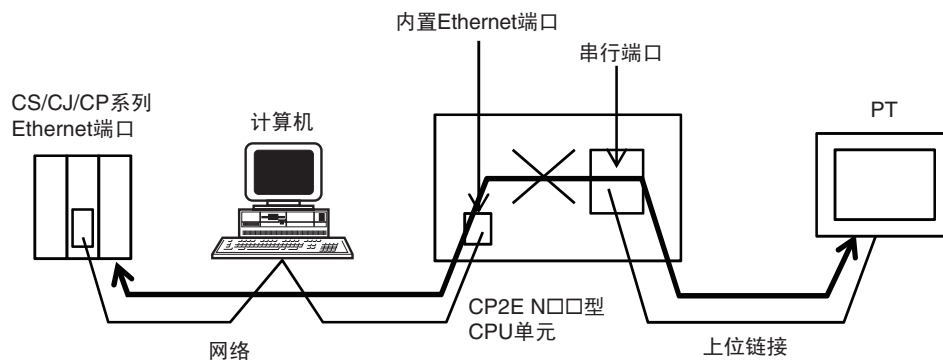 内置Ethernet端口
串行端口
CS/CJ/CP系列
Ethernet端口
计算机
PT
CP2E N□□型
CPU单元
网络
上位链接